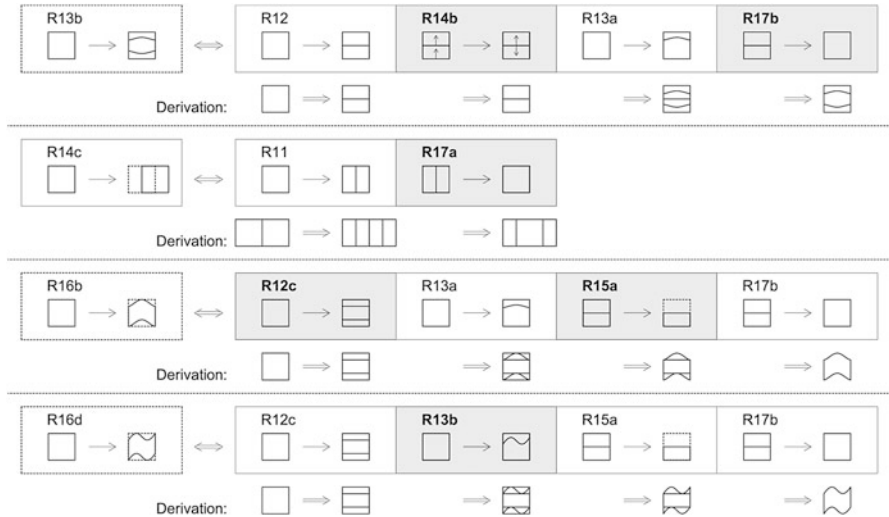 R13b R12 R14b R13a R17b
Derivation:
R14c R11 R17a
Derivation:
R16b R12c R13a R15a R17b
Derivation:
R16d R12c R13b R15a R17b
Derivation: